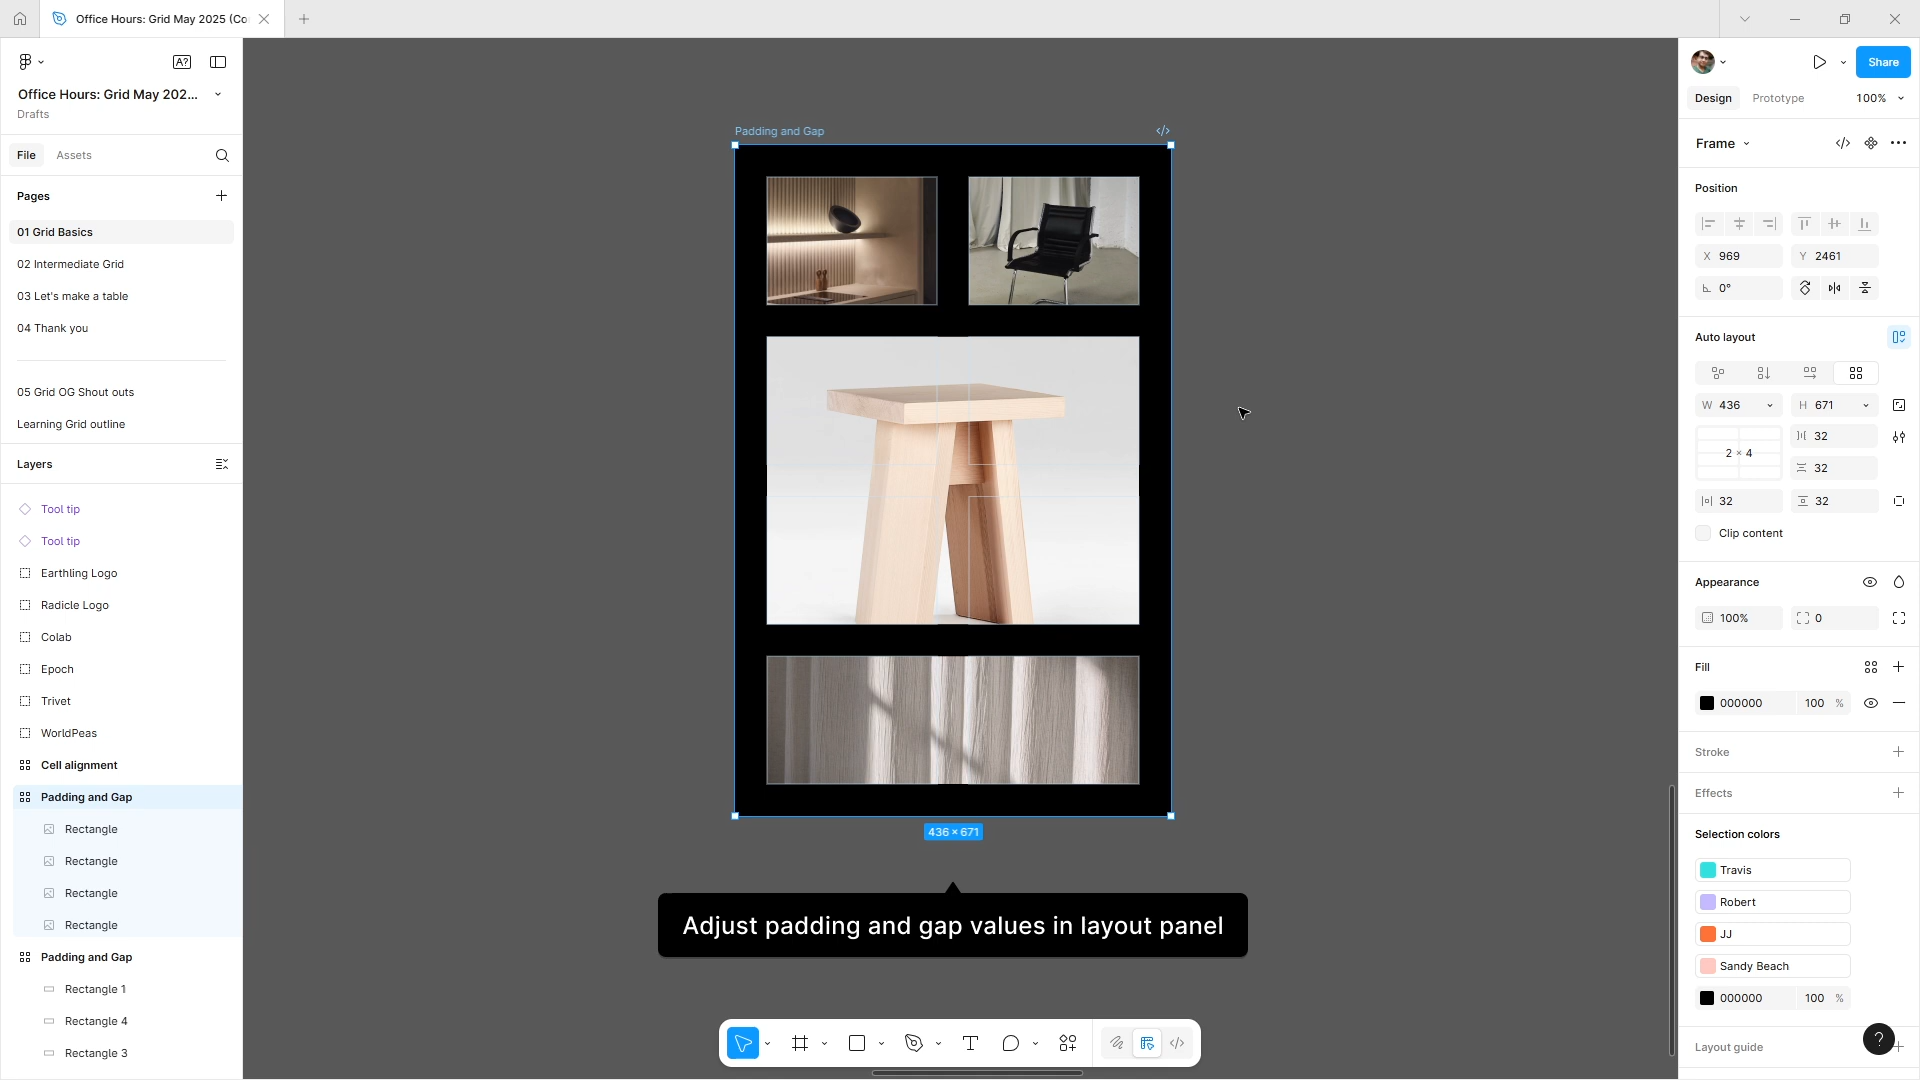 Office Hours: Grid May 2025 (Co
A?
Office Hours: Grid May 202...
Drafts
File
Assets
Pages
01 Grid Basics
02 Intermediate Grid
03 Let's make a table
04 Thank you
05 Grid OG Shout outs
Learning Grid outline
Layers
Tool tip
Tool tip
Earthling Logo
Radicle Logo
Colab
Epoch
Trivet
WorldPeas
Cell alignment
Padding and Gap
Rectangle
Rectangle
Rectangle
Rectangle
Padding and Gap
Rectangle 1
Rectangle 4
Rectangle 3
Padding and Gap
436 × 671
Adjust padding and gap values in layout panel
Share
Design
Prototype
100%
Frame
Position
X 969
Y 2461
0°
Auto layout
W 436
H 671
2 × 4
32
32
32
32
Clip content
Appearance
100%
0
Fill
000000
100 %
Stroke
Effects
Selection colors
Travis
Robert
JJ
Sandy Beach
000000
100 %
Layout guide
?